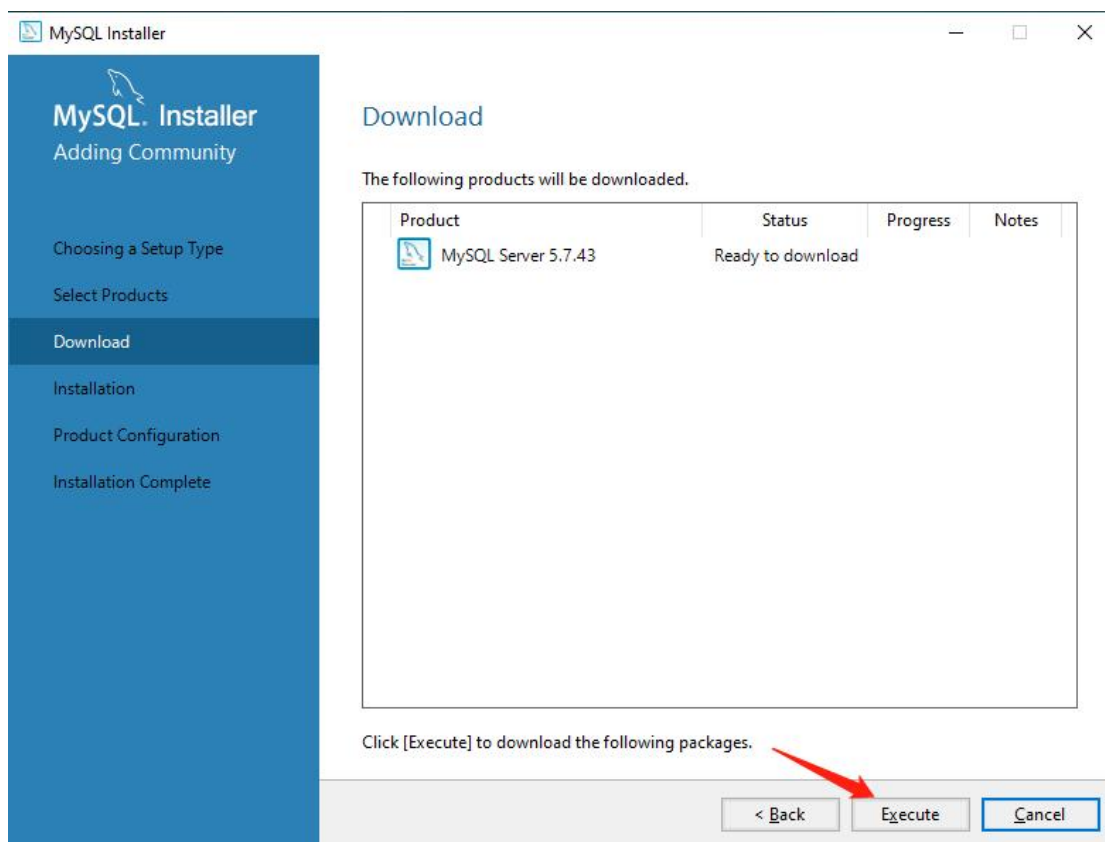 MySQL Installer
MySQL. Installer
Adding Community
Choosing a Setup Type
Select Products
Download
Installation
Product Configuration
Installation Complete
Download
The following products will be downloaded.
Product Status Progress Notes
MySQL Server 5.7.43 Ready to download
Click [Execute] to download the following packages.
< Back Execute Cancel